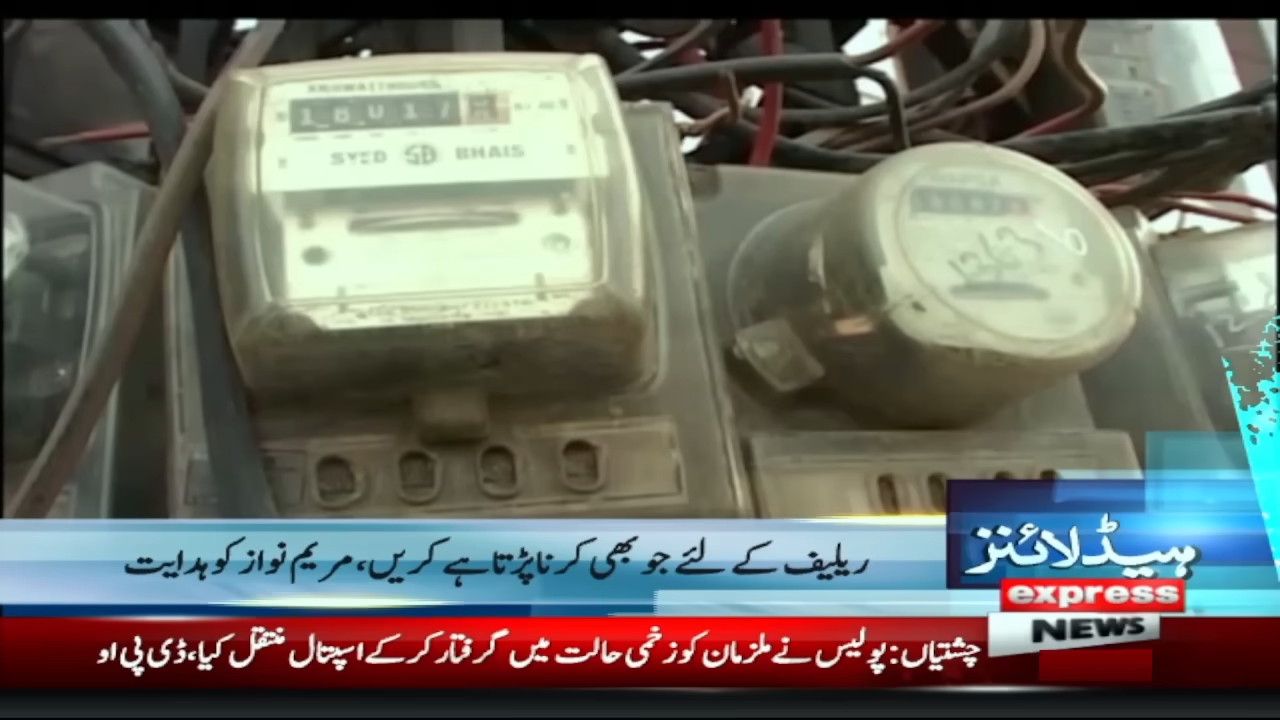 SYED SB BHAIS
ہیڈلائنز
ریلیف کے لئے جو بھی کرنا پڑتا ہے کریں، مریم نواز کو ہدایت
express
NEWS
چشتیاں: پولیس نے ملزمان کو زخمی حالت میں گرفتار کر کے اسپتال منتقل کیا، ڈی پی او